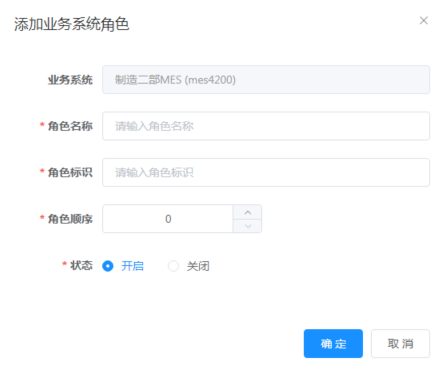 添加业务系统角色
业务系统 制造二部MES (mes4200)
* 角色名称 请输入角色名称
* 角色标识 请输入角色标识
* 角色顺序 0
* 状态 开启 关闭
确定 取消